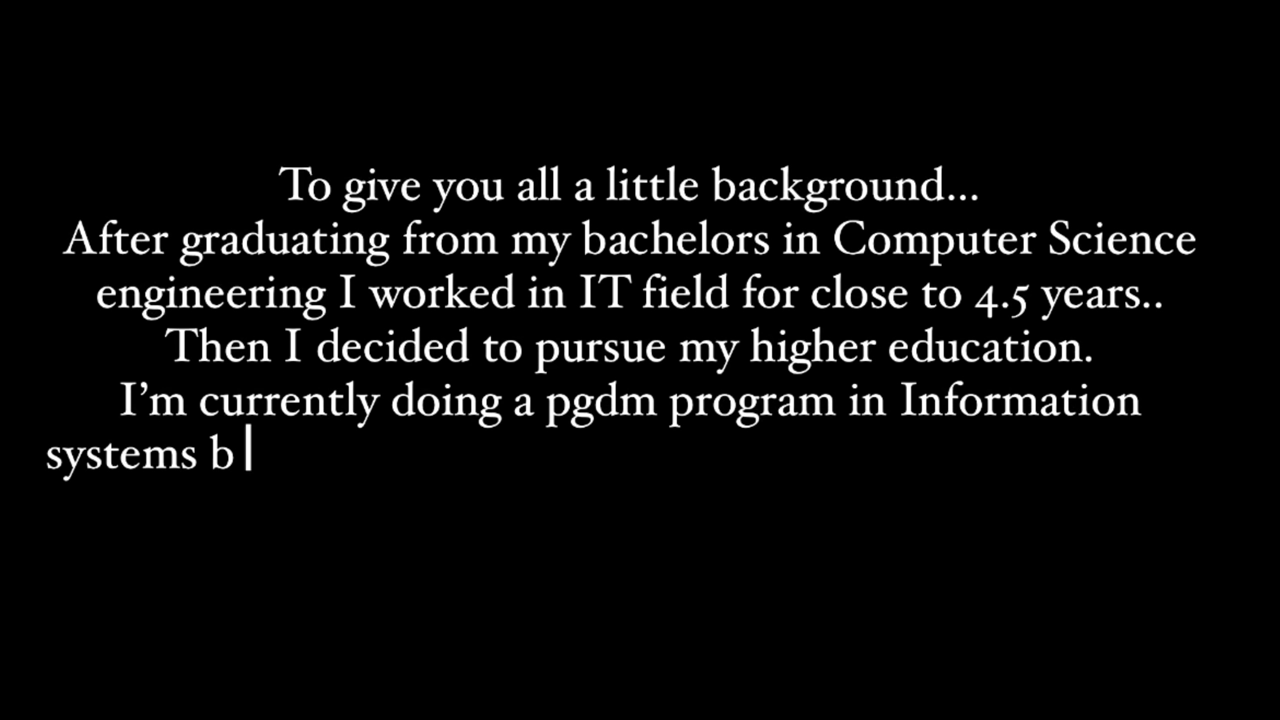 To give you all a little background...
After graduating from my bachelors in Computer Science
engineering I worked in IT field for close to 4.5 years..
Then I decided to pursue my higher education.
I’m currently doing a pgdm program in Information
systems b